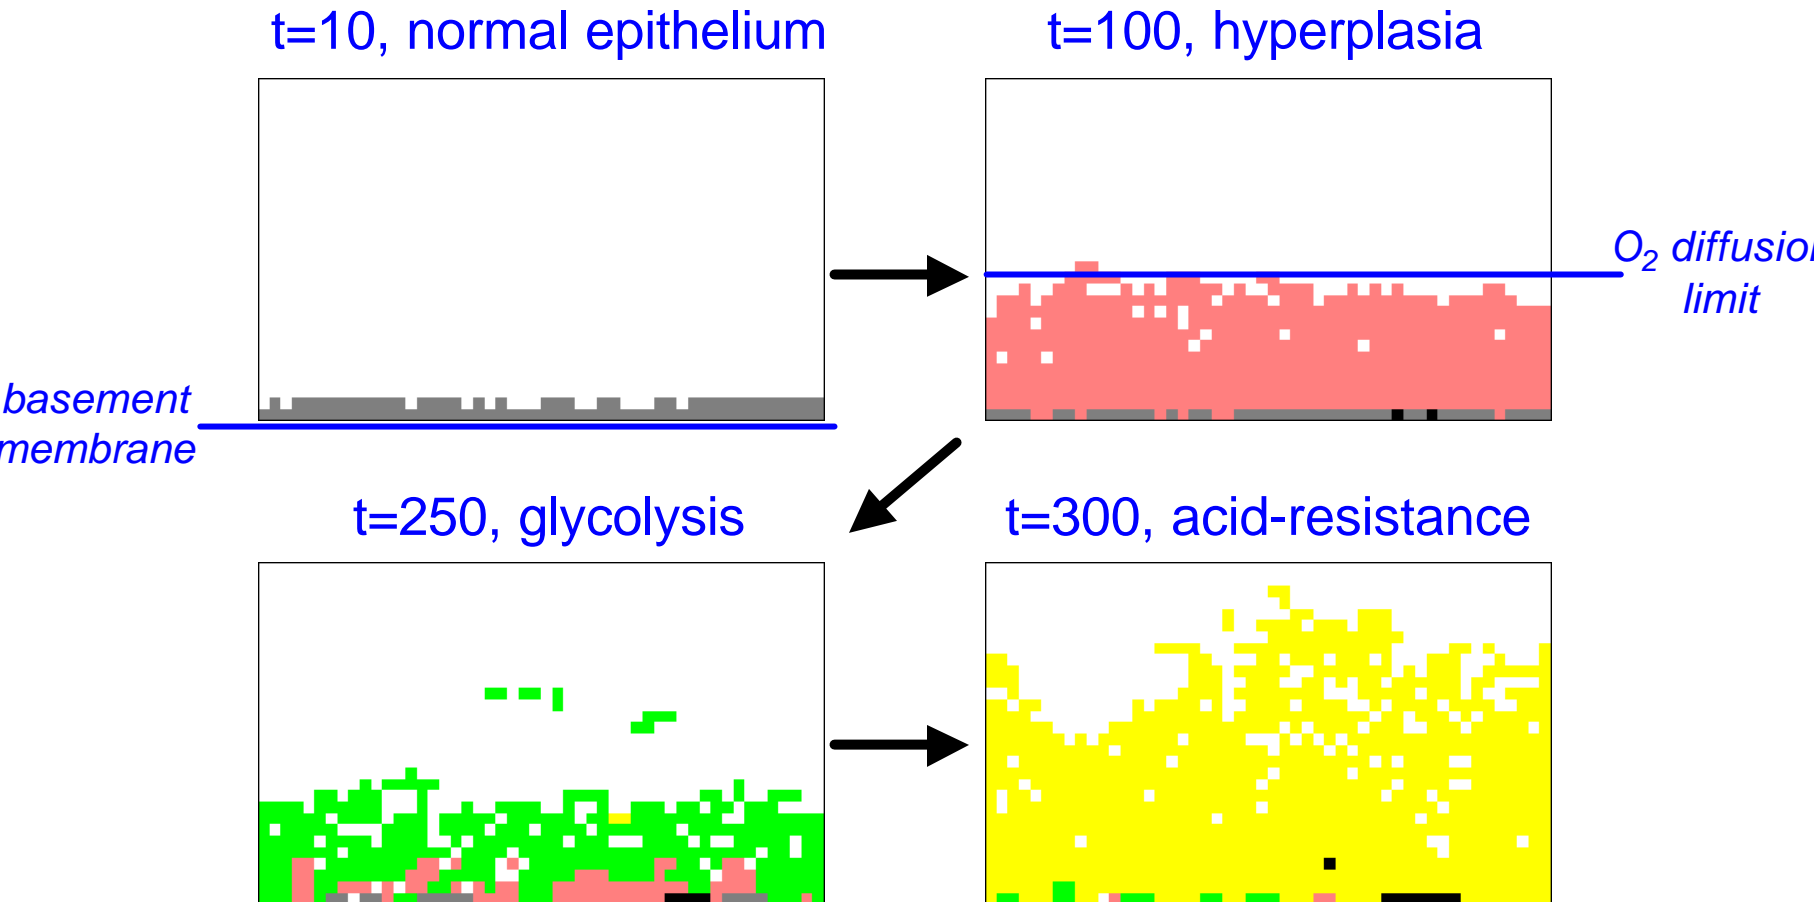 t=10, normal epithelium
t=100, hyperplasia
O2 diffusion
limit
basement
membrane
t=250, glycolysis
t=300, acid-resistance